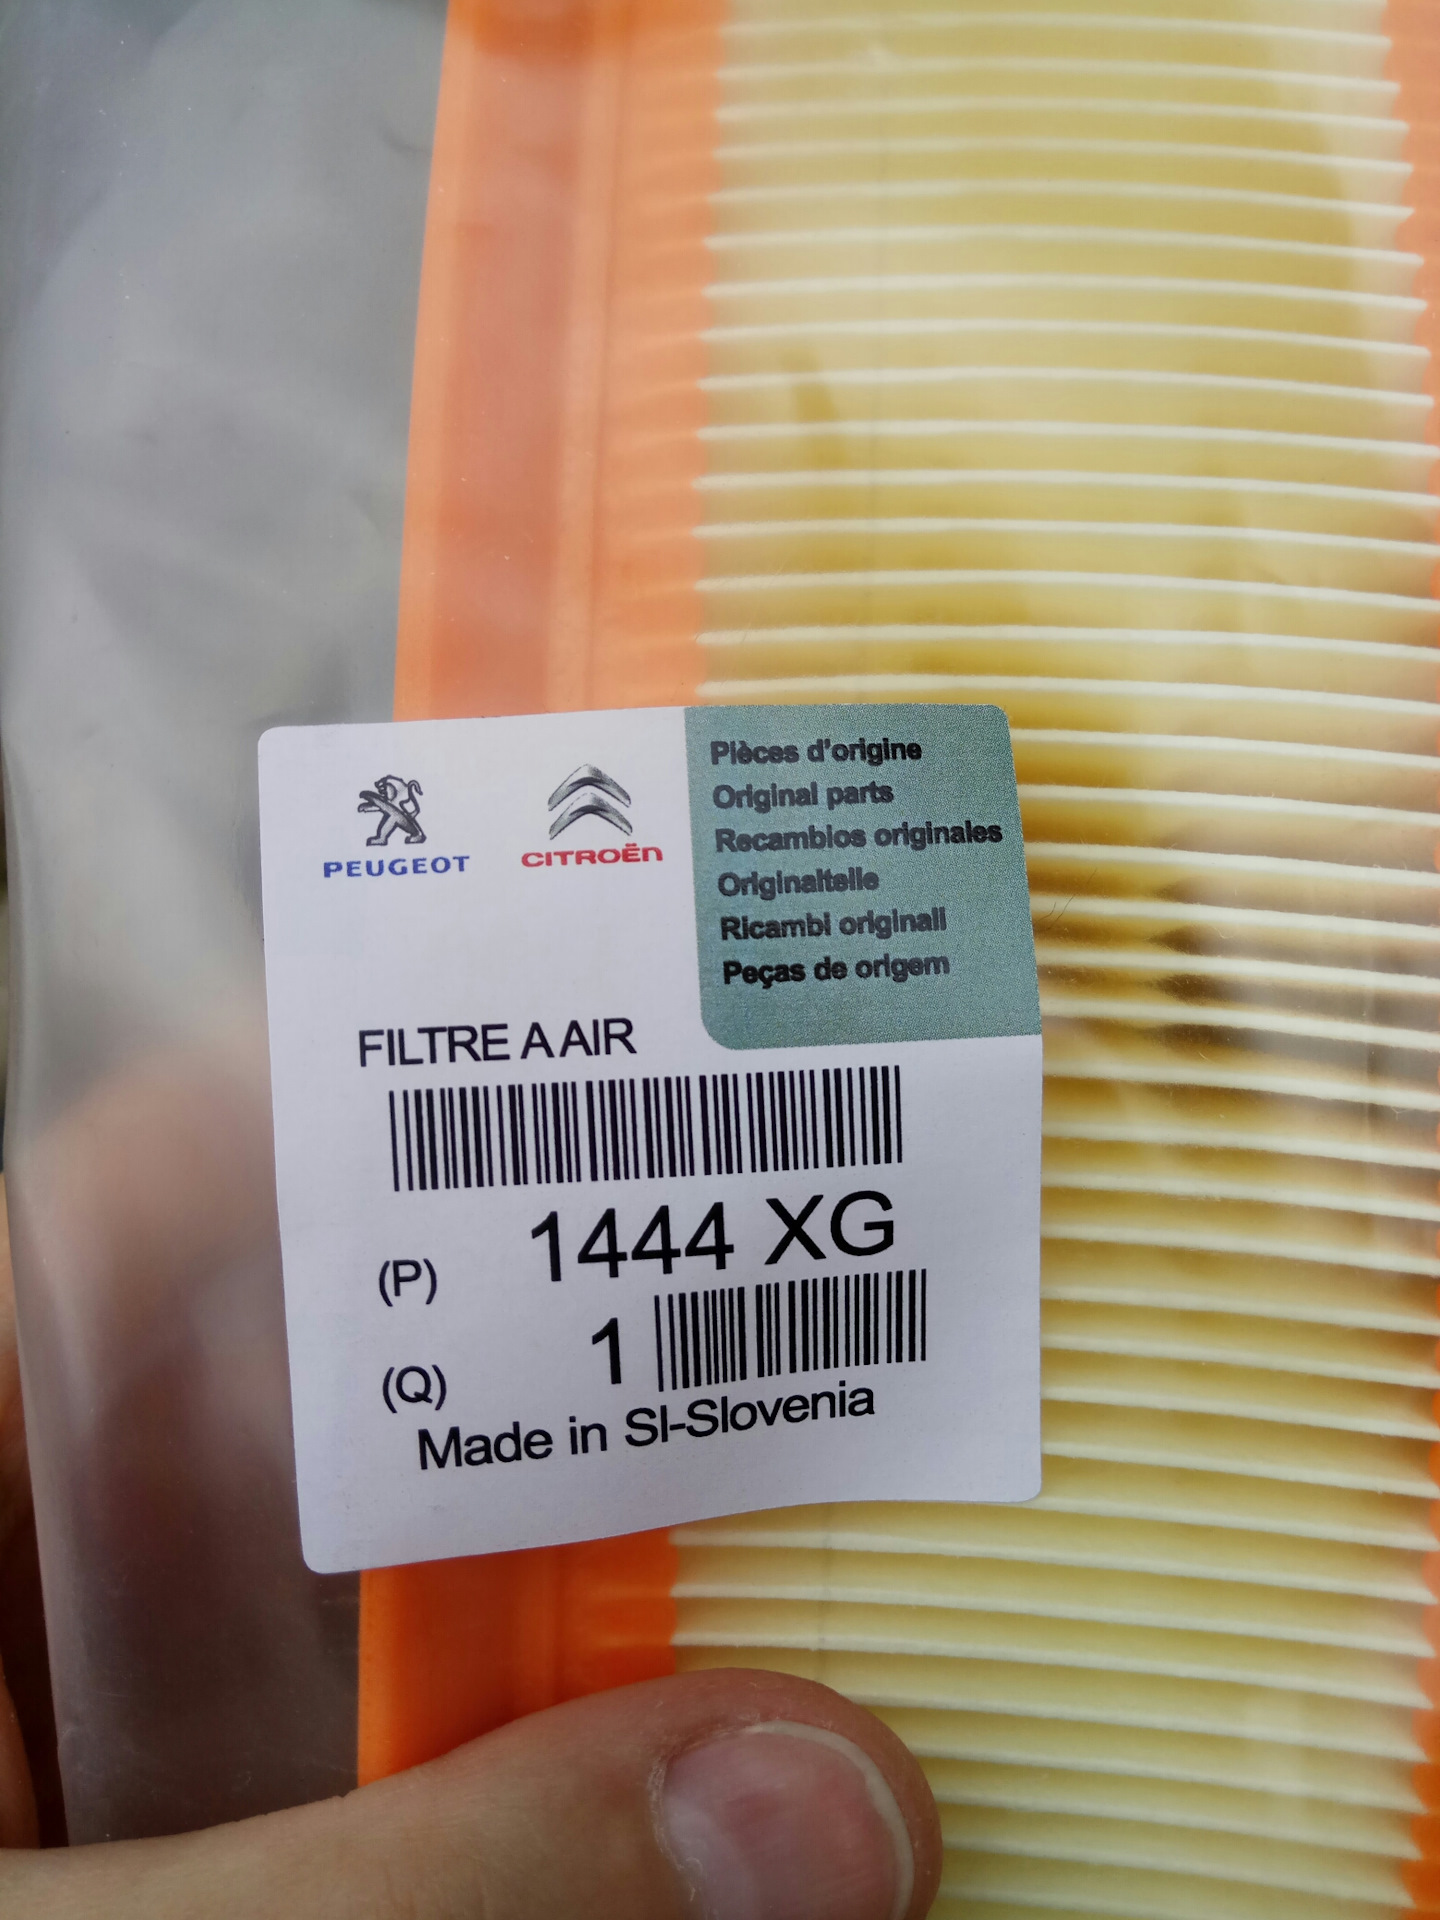 PEUGEOT
CITROËN
Pièces d'origine
Original parts
Recambios originales
Originalteile
Ricambi originali
Peças de origem
FILTRE A AIR
(P) 1444 XG
(Q) 1
Made in SI-Slovenia